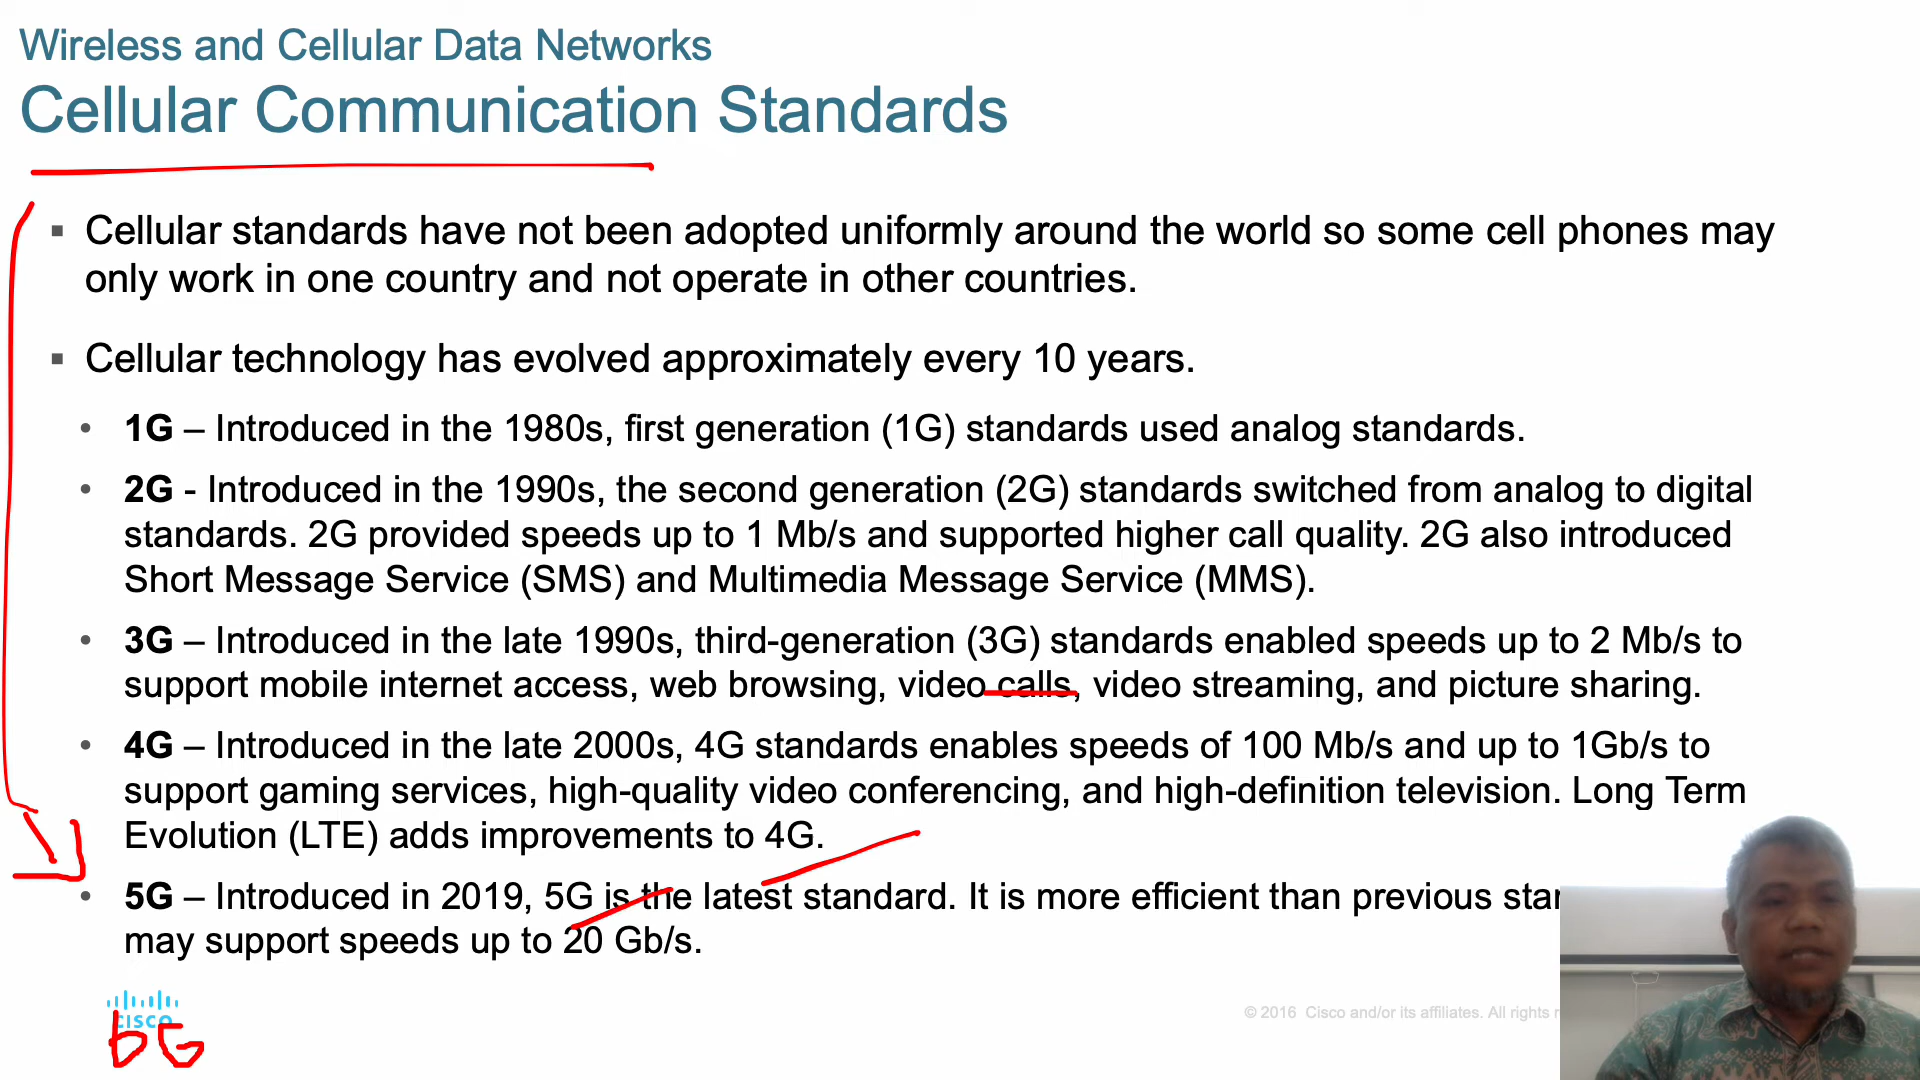 Wireless and Cellular Data Networks
Cellular Communication Standards
▪ Cellular standards have not been adopted uniformly around the world so some cell phones may
only work in one country and not operate in other countries.
▪ Cellular technology has evolved approximately every 10 years.
• 1G – Introduced in the 1980s, first generation (1G) standards used analog standards.
• 2G - Introduced in the 1990s, the second generation (2G) standards switched from analog to digital
standards. 2G provided speeds up to 1 Mb/s and supported higher call quality. 2G also introduced
Short Message Service (SMS) and Multimedia Message Service (MMS).
• 3G – Introduced in the late 1990s, third-generation (3G) standards enabled speeds up to 2 Mb/s to
support mobile internet access, web browsing, video calls, video streaming, and picture sharing.
• 4G – Introduced in the late 2000s, 4G standards enables speeds of 100 Mb/s and up to 1Gb/s to
support gaming services, high-quality video conferencing, and high-definition television. Long Term
Evolution (LTE) adds improvements to 4G.
• 5G – Introduced in 2019, 5G is the latest standard. It is more efficient than previous
may support speeds up to 20 Gb/s.
CISCO
6G
© 2016 Cisco and/or its affiliates. All rights